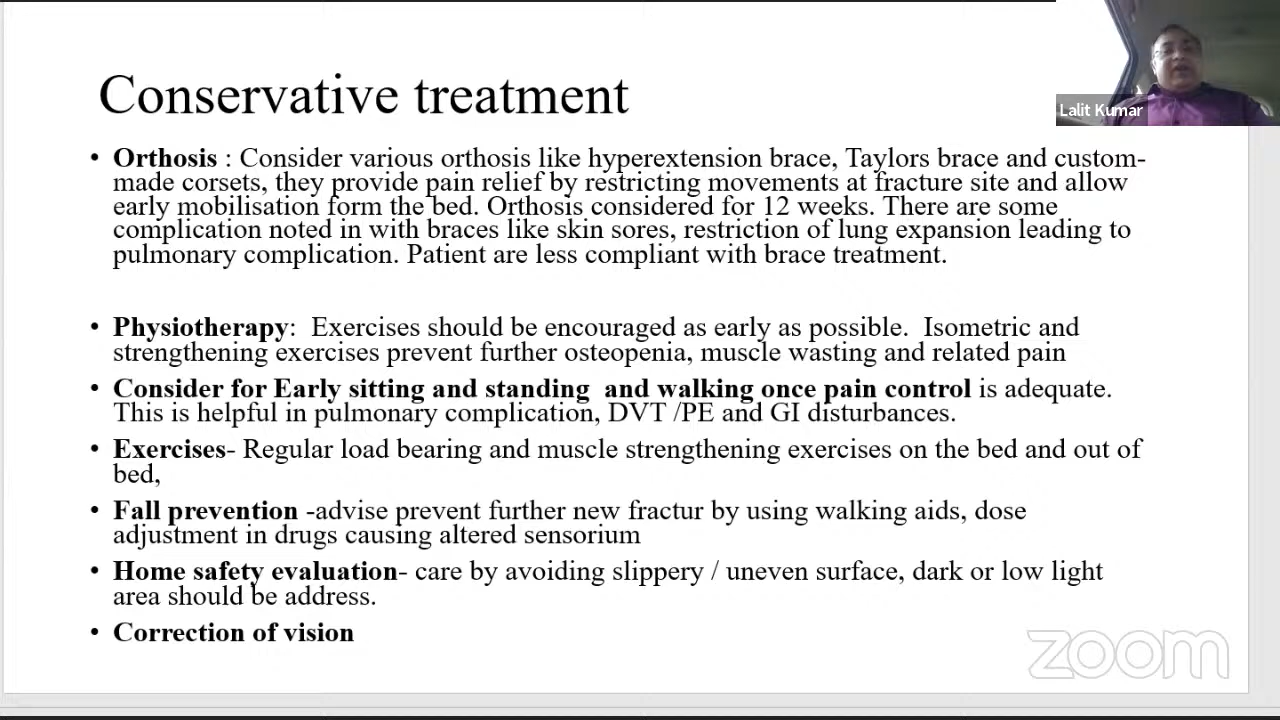 Conservative treatment
Lalit Kumar
• Orthosis : Consider various orthosis like hyperextension brace, Taylors brace and custom-
made corsets, they provide pain relief by restricting movements at fracture site and allow
early mobilisation form the bed. Orthosis considered for 12 weeks. There are some
complication noted in with braces like skin sores, restriction of lung expansion leading to
pulmonary complication. Patient are less compliant with brace treatment.
• Physiotherapy:  Exercises should be encouraged as early as possible.  Isometric and
strengthening exercises prevent further osteopenia, muscle wasting and related pain
• Consider for Early sitting and standing  and walking once pain control is adequate.
This is helpful in pulmonary complication, DVT /PE and GI disturbances.
• Exercises- Regular load bearing and muscle strengthening exercises on the bed and out of
bed,
• Fall prevention -advise prevent further new fractur by using walking aids, dose
adjustment in drugs causing altered sensorium
• Home safety evaluation- care by avoiding slippery / uneven surface, dark or low light
area should be address.
• Correction of vision
zoom